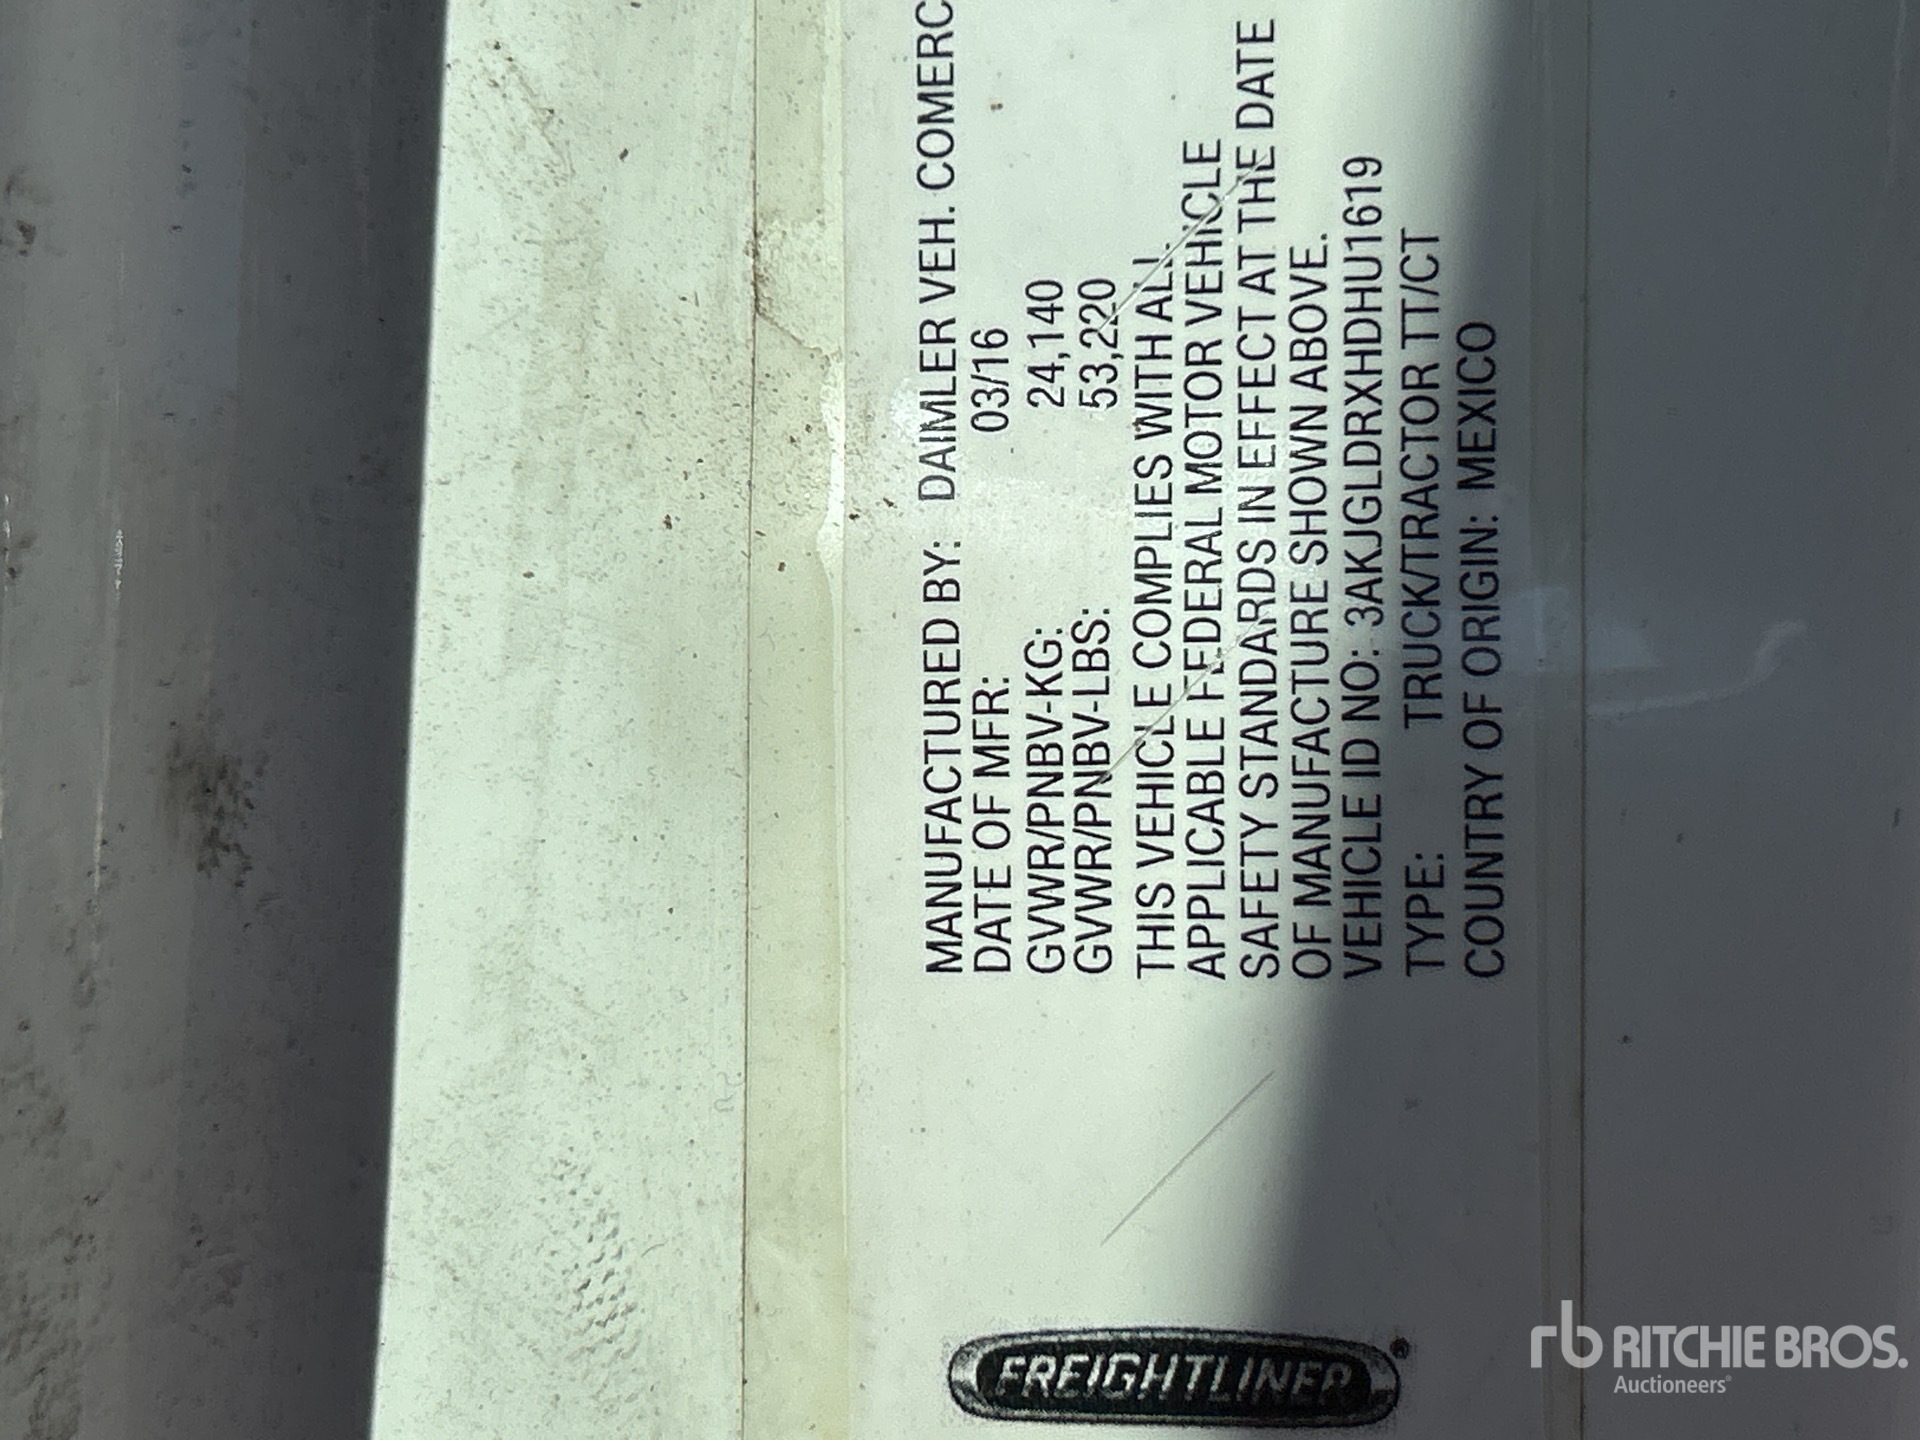 MANUFACTURED BY: DAIMLER VEH. COMERC
DATE OF MFR: 03/16
GVWR/PNBV-KG: 24,140
GVWR/PNBV-LBS: 53,220
THIS VEHICLE COMPLIES WITH ALL
APPLICABLE FEDERAL MOTOR VEHICLE
SAFETY STANDARDS IN EFFECT AT THE DATE
OF MANUFACTURE SHOWN ABOVE.
VEHICLE ID NO: 3AKJGLDRXHDHU1619
TYPE: TRUCK/TRACTOR TT/CT
COUNTRY OF ORIGIN: MEXICO
FREIGHTLINER®
rb RITCHIE BROS.
Auctioneers®